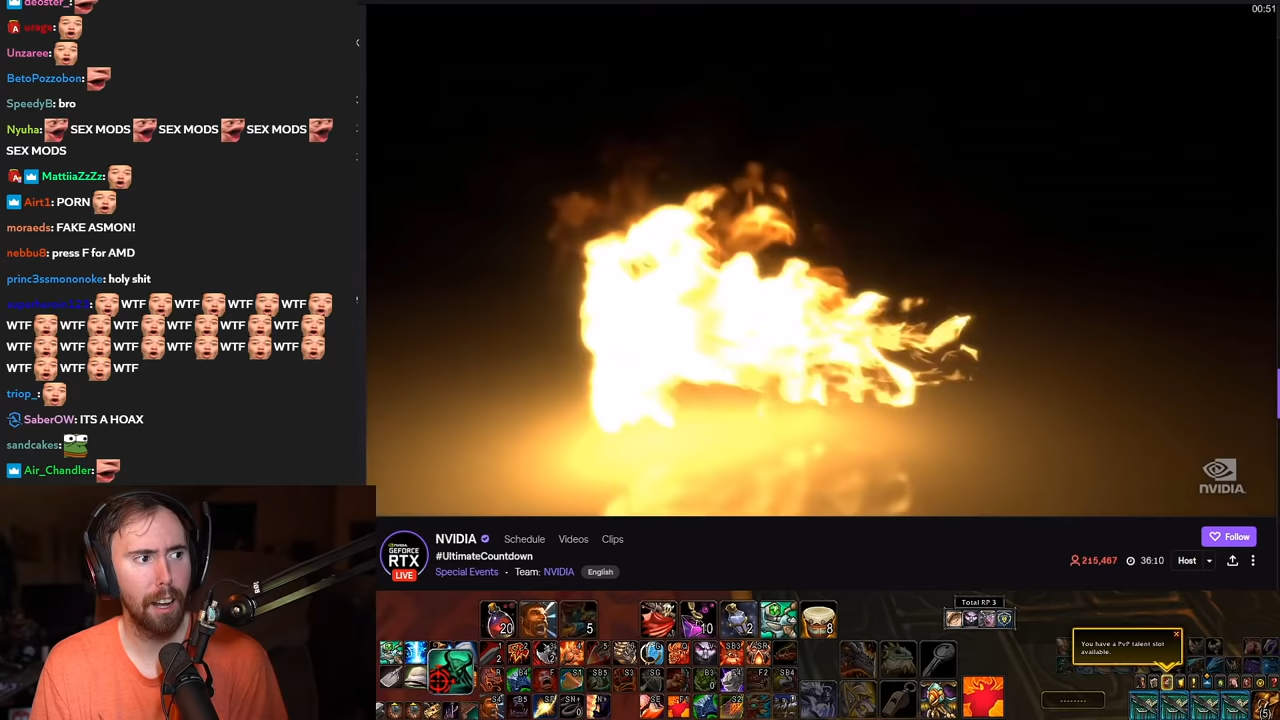 deoster_:
00:51
urago:
Unzaree:
BetoPozzobon:
SpeedyB: bro
Nyuha: SEX MODS SEX MODS SEX MODS
SEX MODS
MattiiaZzZz:
Airt1: PORN
moraeds: FAKE ASMON!
nebbu8: press F for AMD
princ3ssmononoke: holy shit
WTF WTF WTF WTF
WTF WTF WTF WTF WTF WTF
WTF WTF WTF WTF WTF WTF
WTF WTF WTF
triop_:
SaberOW: ITS A HOAX
sandcakes:
Air_Chandler:
NVIDIA.
GEFORCE
RTX
LIVE
NVIDIA Schedule Videos Clips
Follow
#UltimateCountdown
215,467 36:10 Host
Special Events • Team: NVIDIA English
Total RP 3
20 5 10 2 8
You have a PvP talent slot
available.